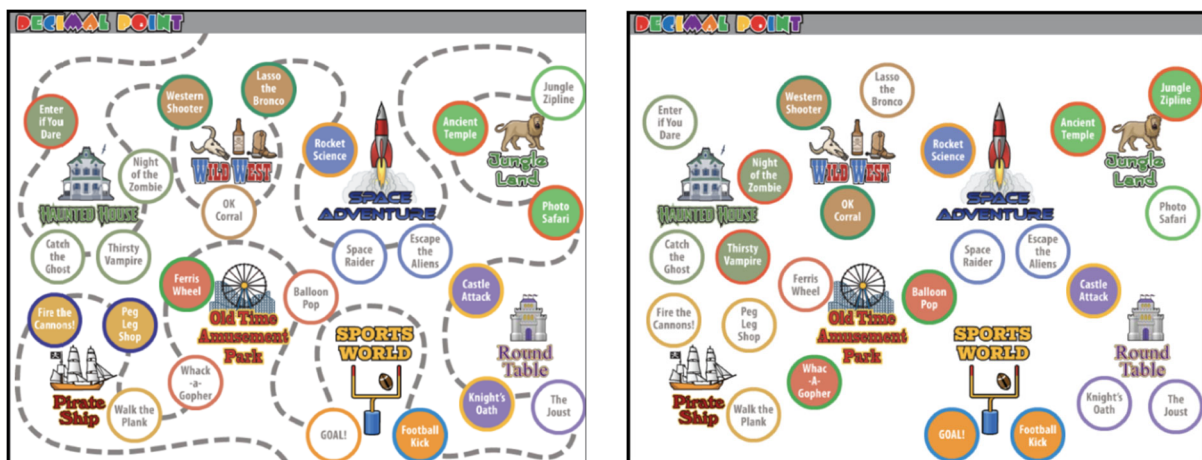 DECIMAL POINT
Lasso
the
Bronco
Western
Shooter
Jungle
Zipline
Enter
if You
Dare
Ancient
Temple
Rocket
Science
Night
of the
Zombie
WILD WEST
Jungle
Land
HAUNTED HOUSE
OK
Corral
SPACE
ADVENTURE
Photo
Safari
Catch
the
Ghost
Thirsty
Vampire
Space
Raider
Escape
the
Aliens
Ferris
Wheel
Balloon
Pop
Castle
Attack
Fire the
Cannons!
Peg
Leg
Shop
Old Time
Amusement
Park
SPORTS
WORLD
Round
Table
Pirate
Ship
Walk the
Plank
Whack
-a-
Gopher
Knight's
Oath
The
Joust
GOAL!
Football
Kick
DECIMAL POINT
Lasso
the
Bronco
Western
Shooter
Jungle
Zipline
Enter
if You
Dare
Ancient
Temple
Rocket
Science
Night
of the
Zombie
WILD WEST
Jungle
Land
HAUNTED HOUSE
OK
Corral
SPACE
ADVENTURE
Photo
Safari
Catch
the
Ghost
Thirsty
Vampire
Space
Raider
Escape
the
Aliens
Ferris
Wheel
Balloon
Pop
Castle
Attack
Fire the
Cannons!
Peg
Leg
Shop
Old Time
Amusement
Park
SPORTS
WORLD
Round
Table
Pirate
Ship
Walk the
Plank
Whac
-A-
Gopher
Knight's
Oath
The
Joust
GOAL!
Football
Kick